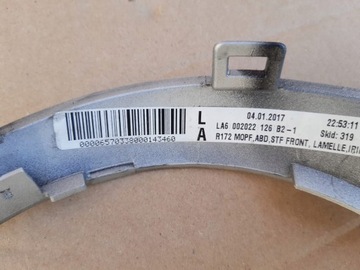 04.01.2017 22:53:11
L LA6 002022 126 B2-1 Skid: 319
A R172 MOPF,ABD,STF FRONT, LAMELLE,IRI
00006570338000143460